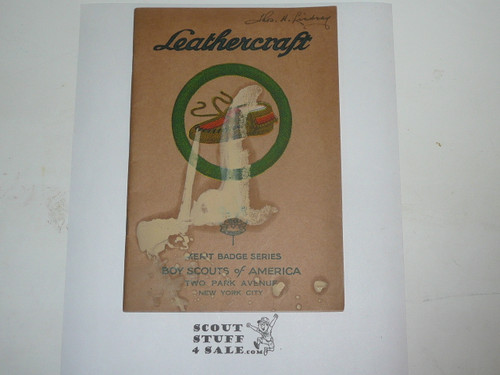 Leathercraft
MERIT BADGE SERIES
BOY SCOUTS of AMERICA
TWO PARK AVENUE
NEW YORK CITY
SCOUT
STUFF
4 SALE.com